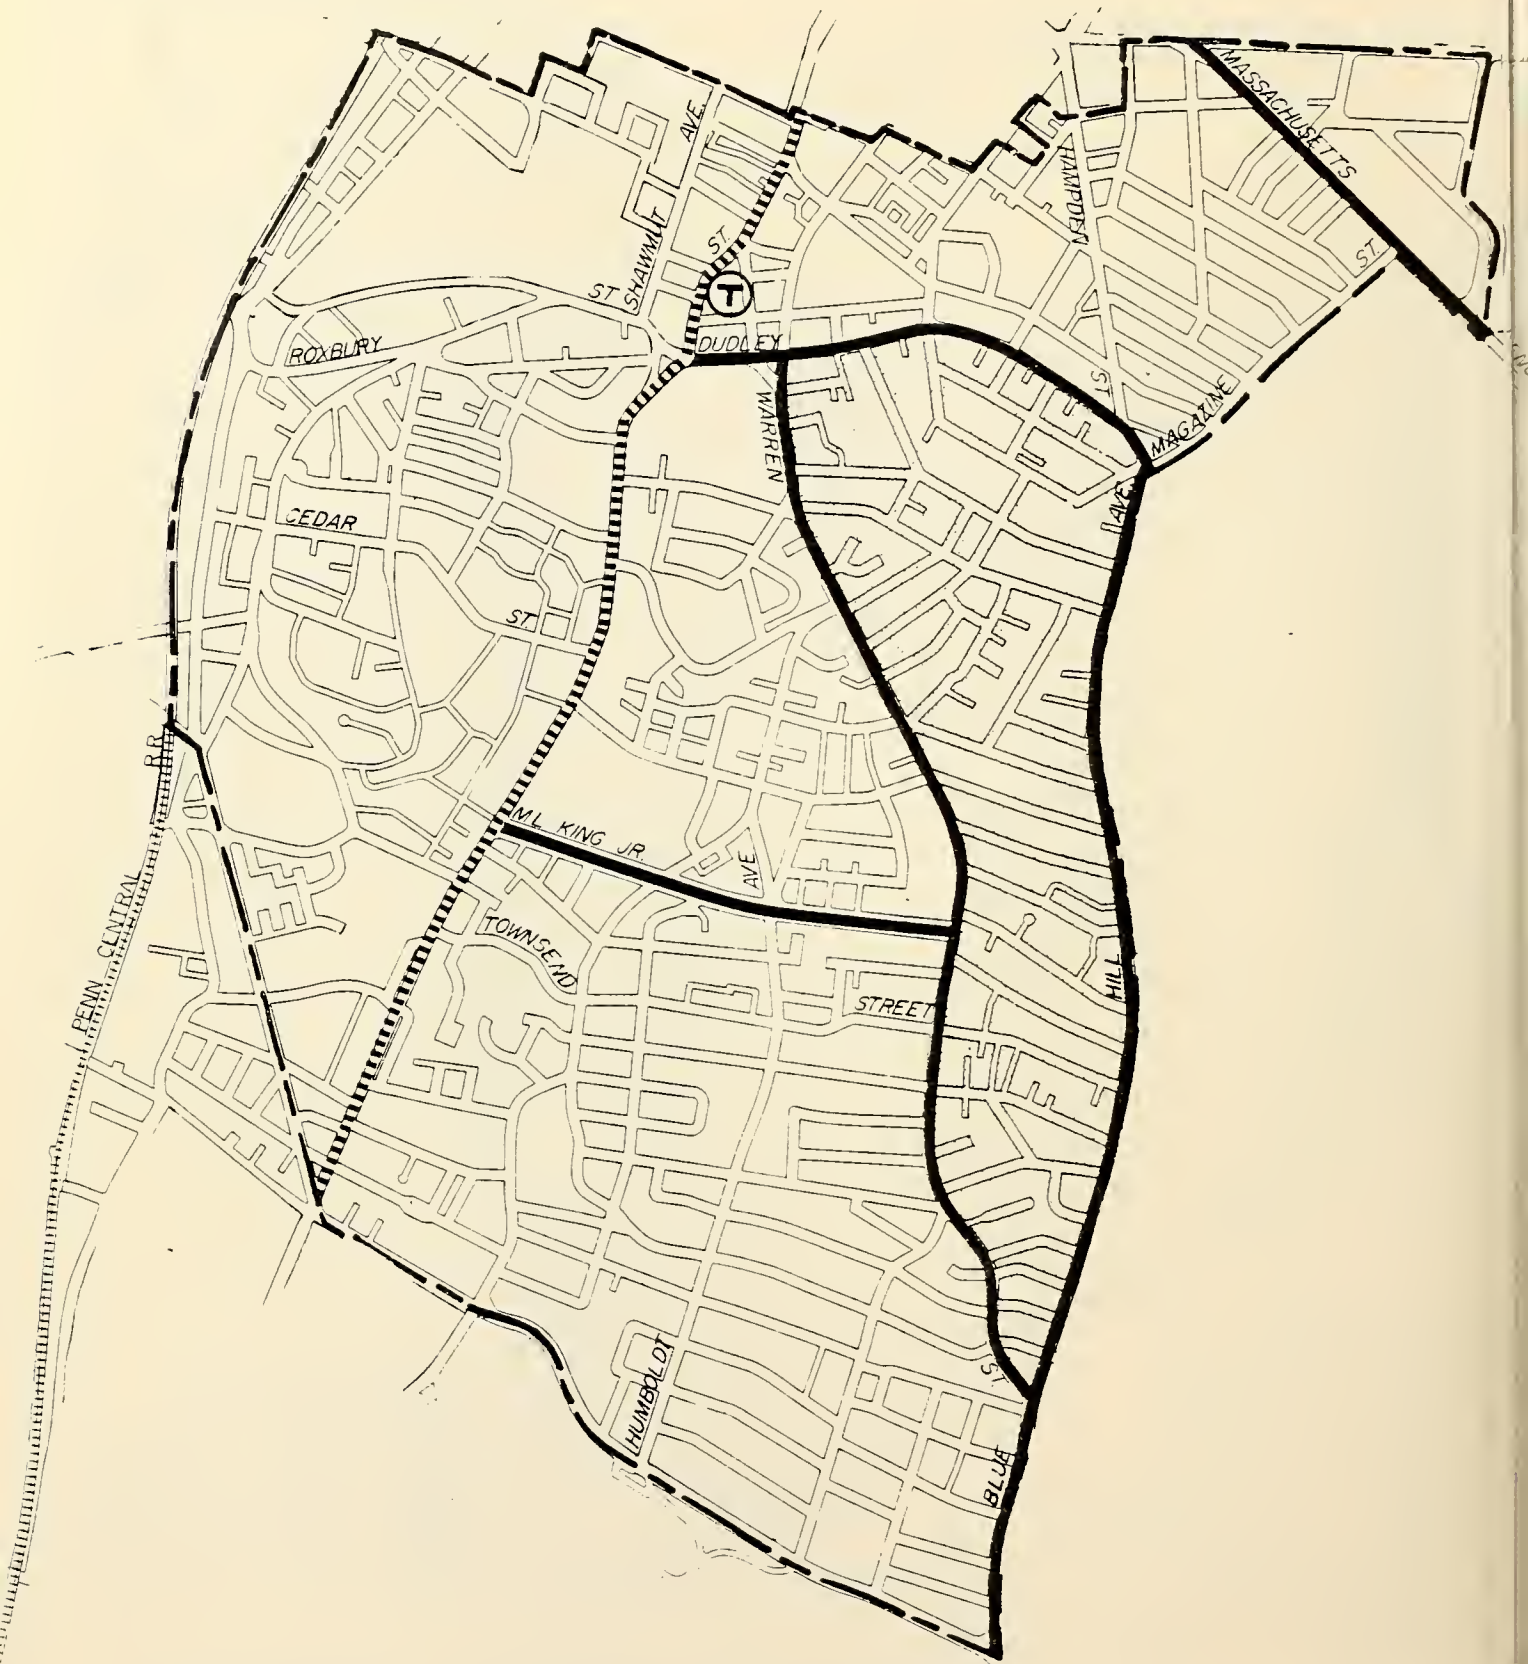 MASSACHUSETTS
AVE.
HAMPDEN
SHAWMUT
ST.
ST.
ST
T
DUDLEY
ROXBURY
ST.
MAGAZINE
WARREN
AVE.
CEDAR
ST
R.R.
M.L. KING JR.
AVE.
PENN CENTRAL
TOWNSEND
HILL
STREET
HUMBOLDT
ST.
BLUE